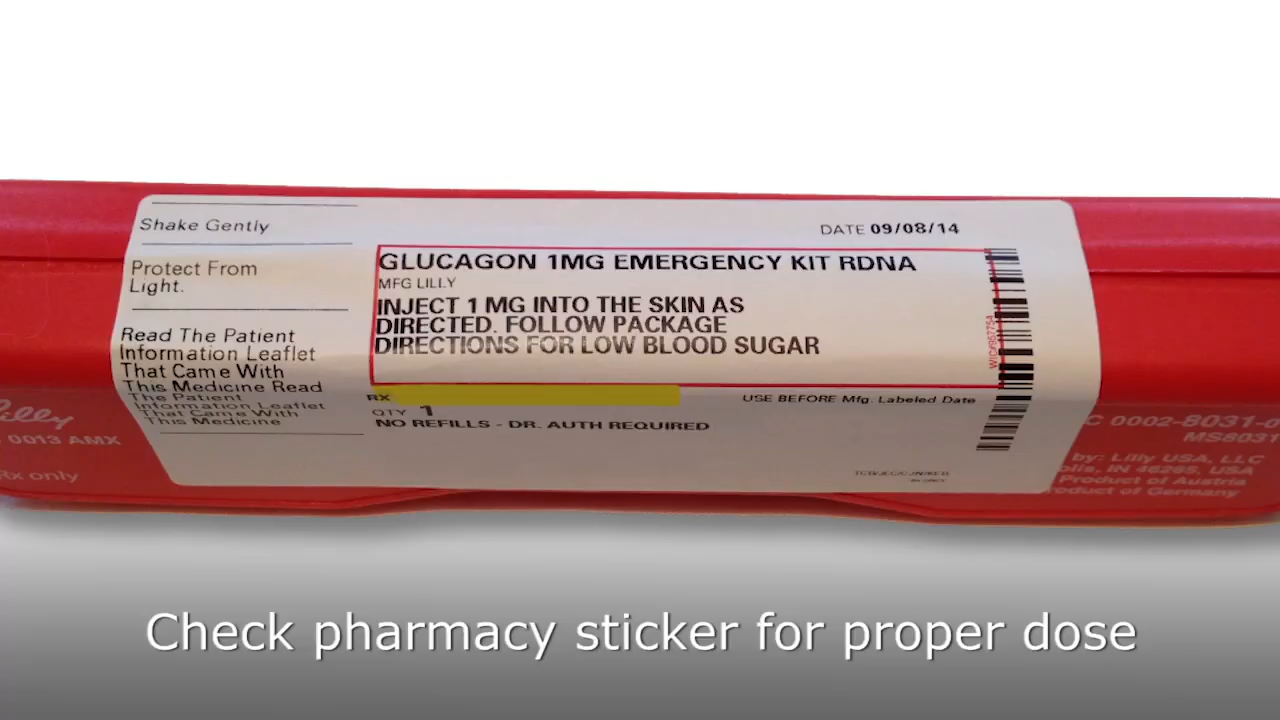 Shake Gently
Protect From
Light.
Read The Patient
Information Leaflet
That Came With
This Medicine Read
The Patient
Information Leaflet
That Came With
This Medicine
DATE 09/08/14
GLUCAGON 1MG EMERGENCY KIT RDNA
MFG LILLY
INJECT 1 MG INTO THE SKIN AS
DIRECTED. FOLLOW PACKAGE
DIRECTIONS FOR LOW BLOOD SUGAR
WIC#957754
RX
USE BEFORE Mfg. Labeled Date
QTY 1
NO REFILLS - DR. AUTH REQUIRED
Lilly
0013 AMX
Rx only
C 0002-8031-0
MS8031
by: Lilly USA, LLC
olis, IN 46285, USA
Product of Austria
roduct of Germany
Check pharmacy sticker for proper dose